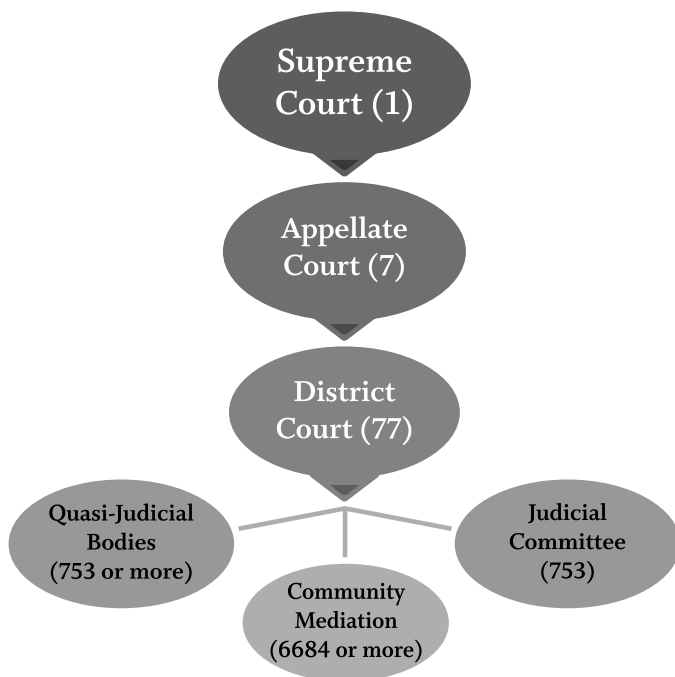 Supreme
Court (1)
Appellate
Court (7)
District
Court (77)
Quasi-Judicial
Bodies
(753 or more)
Judicial
Committee
(753)
Community
Mediation
(6684 or more)